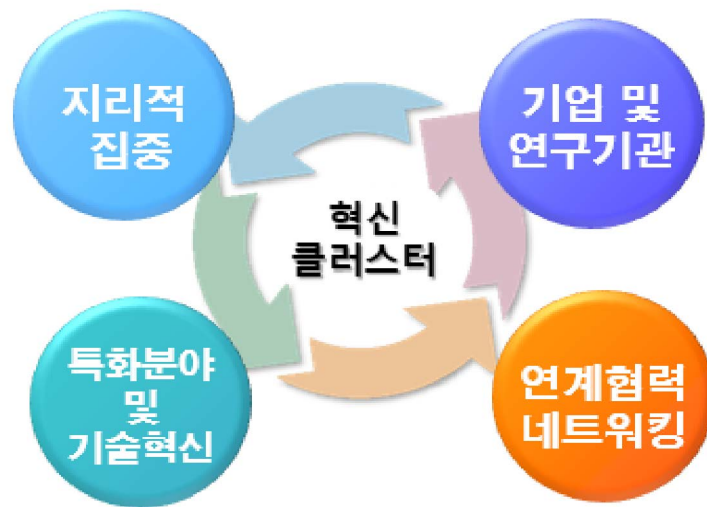 지리적
집중
기업 및
연구기관
혁신
클러스터
특화분야
및
기술혁신
연계협력
네트워킹